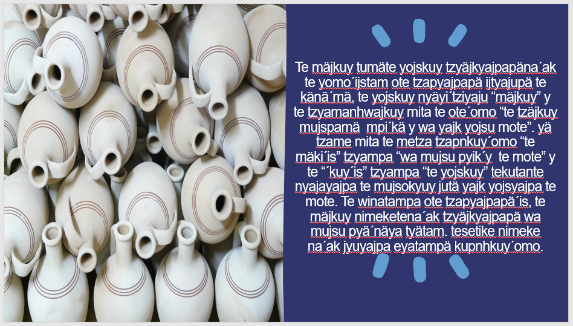 Te mäjkuy tumäte yojskuy tzyäjkyajpapäna´ak
te yomo´ijstam ote tzapyajpapä ijtyajupä te
känä´mä, te yojskuy nyäyi´tziyaju “mäjkuy” y
te tzyamanhwajkuy mita te ote´omo “te tzäjkuy
mujspamä mpi´kä y wa yajk yojsu mote”. yä
tzame mita te metza tzapnkuy´omo “te
mäki´is” tzyampa “wa mujsu pyik´y te mote” y
te “´kuy´is” tzyampa “te yojskuy” tekutante
nyajayajpa te mujsokyuy jutä yajk yojsyajpa te
mote. Te winatampa ote tzapyajpapä´is, te
mäjkuy nimeketena´ak tzyäjkyajpapä wa
mujsu pyä´näya tyätam. tesetike nimeke
na´ak jyuyajpa eyatampä kupnhkuy´omo.